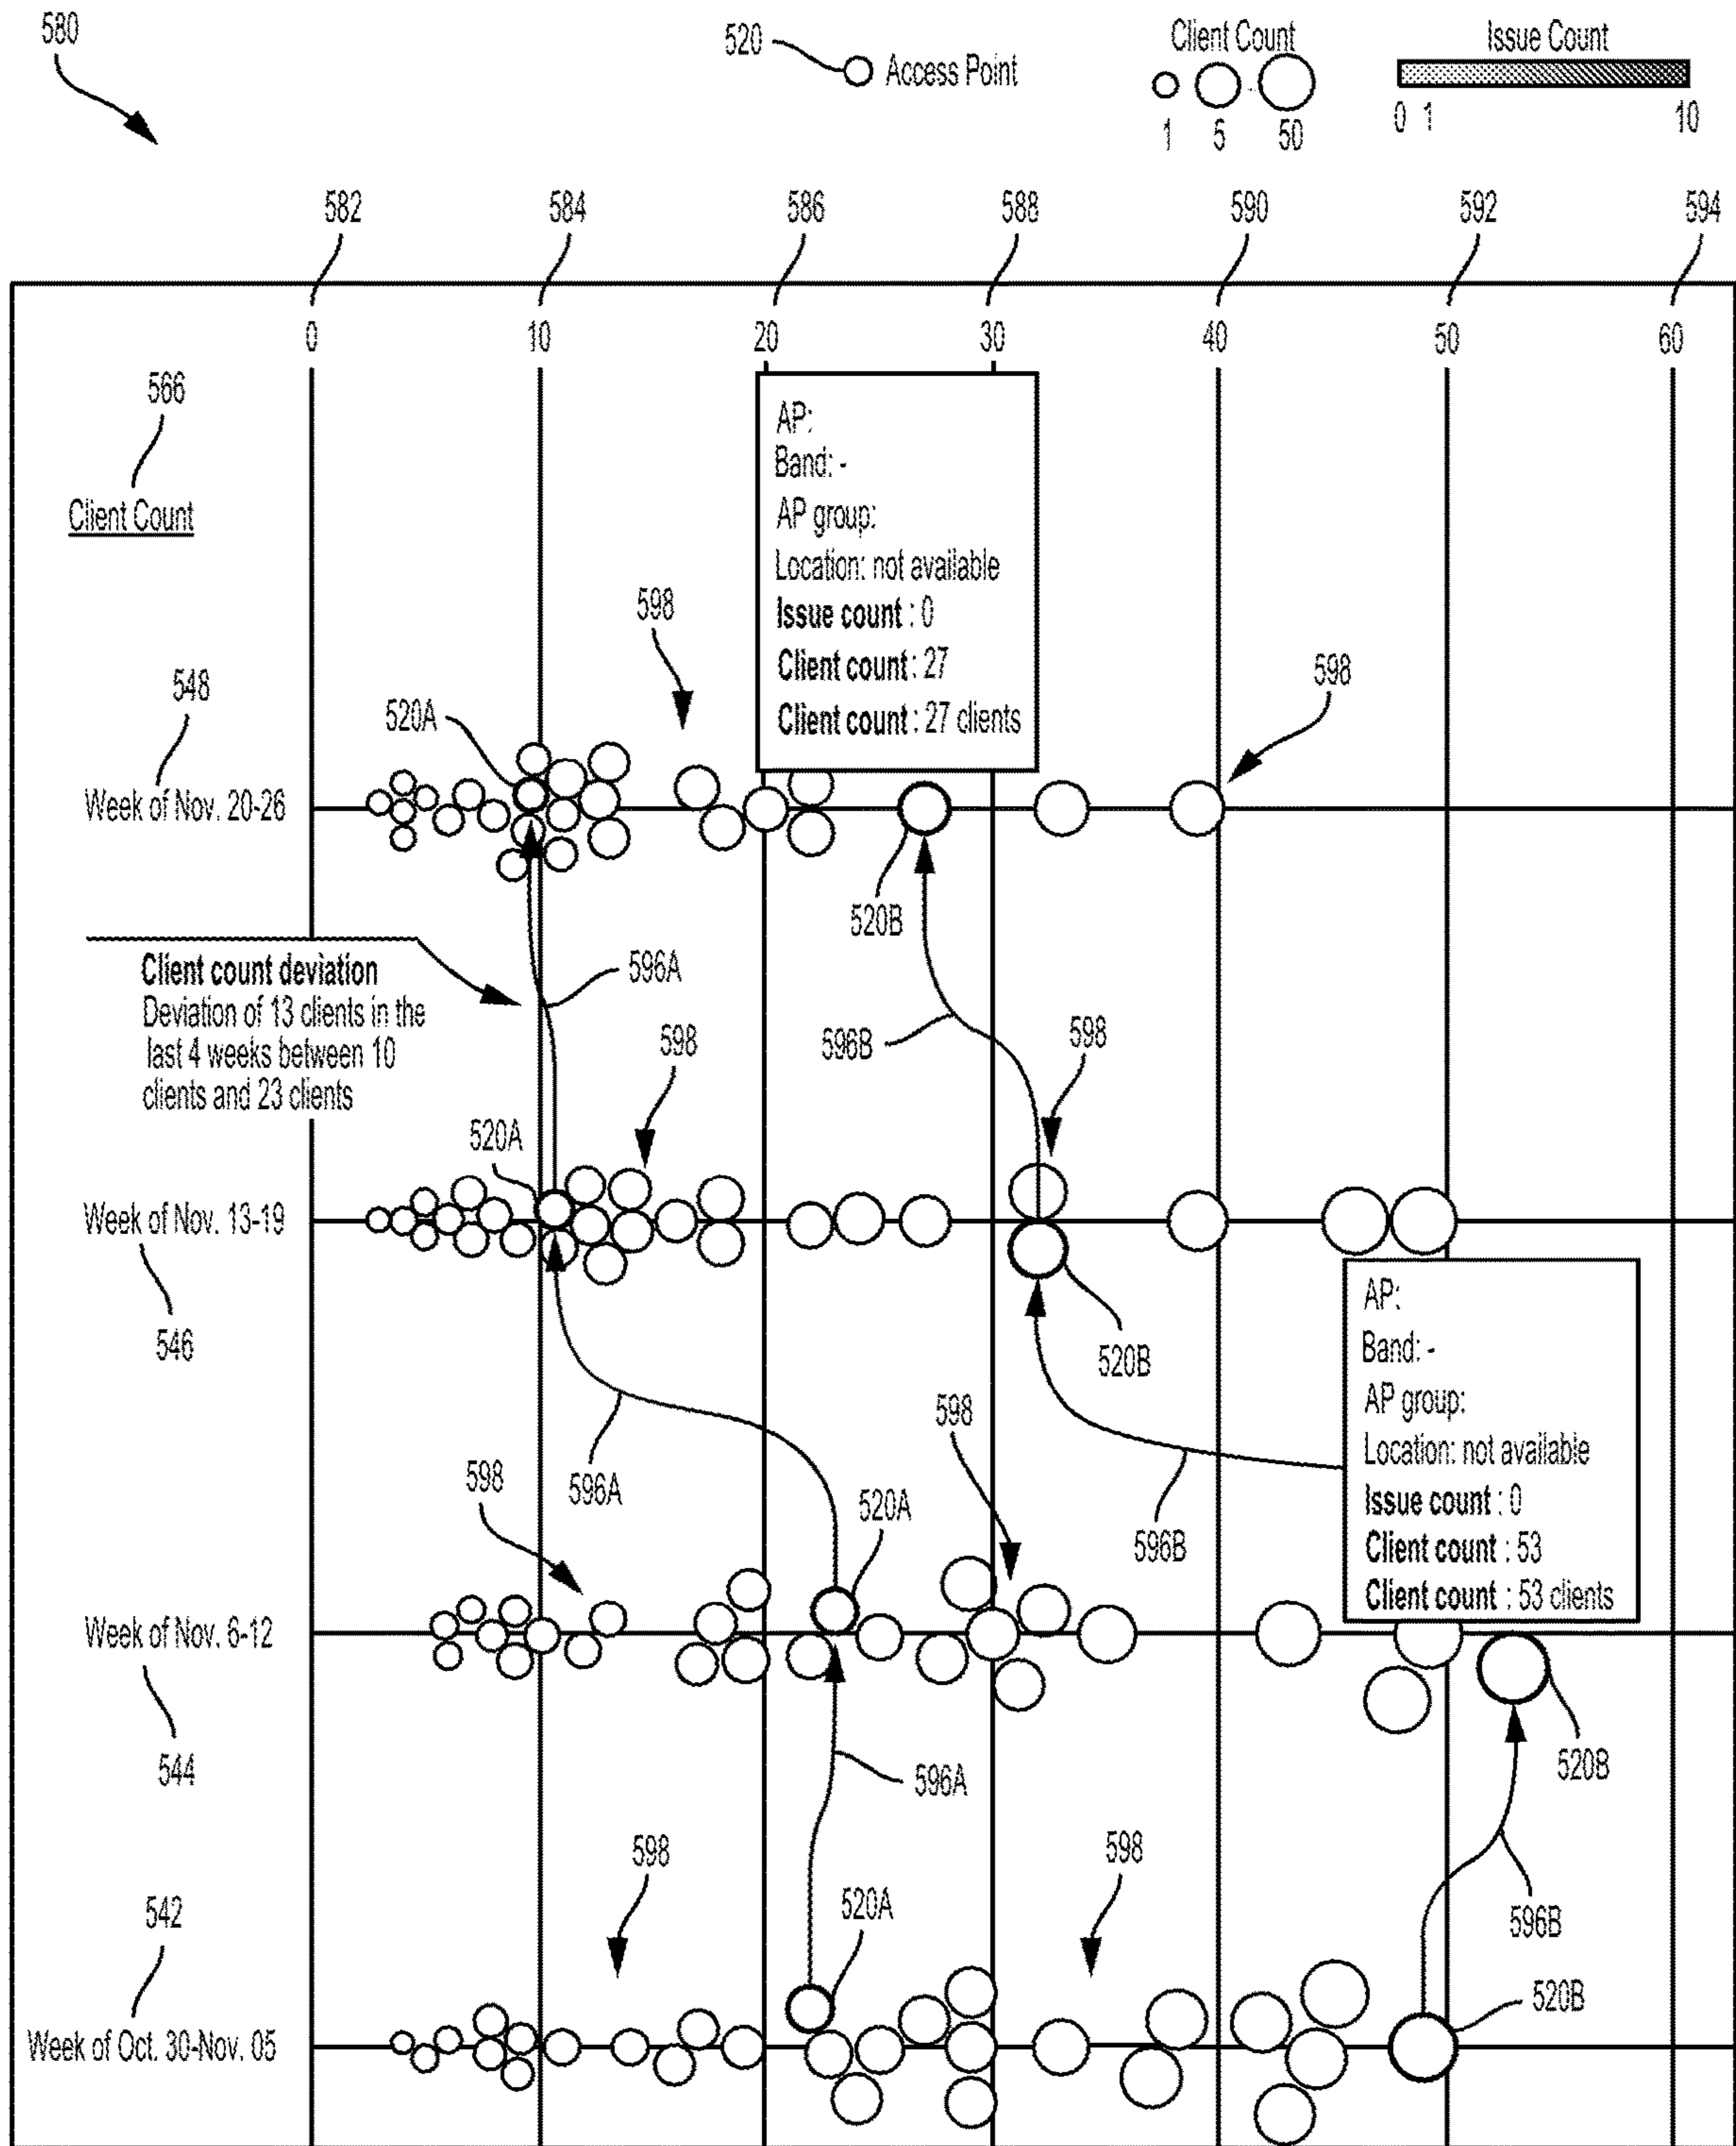 580
520
Access Point
Client Count
1 5 50
Issue Count
0 1 10
582 584 586 588 590 592 594
0 10 20 30 40 50 60
566
Client Count
AP:
Band: -
AP group:
Location: not available
Issue count : 0
Client count : 27
Client count : 27 clients
598
598
548
520A
Week of Nov. 20-26
520B
Client count deviation
Deviation of 13 clients in the
last 4 weeks between 10
clients and 23 clients
596A
596B
598
598
520A
Week of Nov. 13-19
546
520B
AP:
Band: -
AP group:
Location: not available
Issue count : 0
Client count : 53
Client count : 53 clients
598
598
596A
520A
596B
Week of Nov. 6-12
544
520B
596A
598
598
542
520A
596B
520B
Week of Oct. 30-Nov. 05